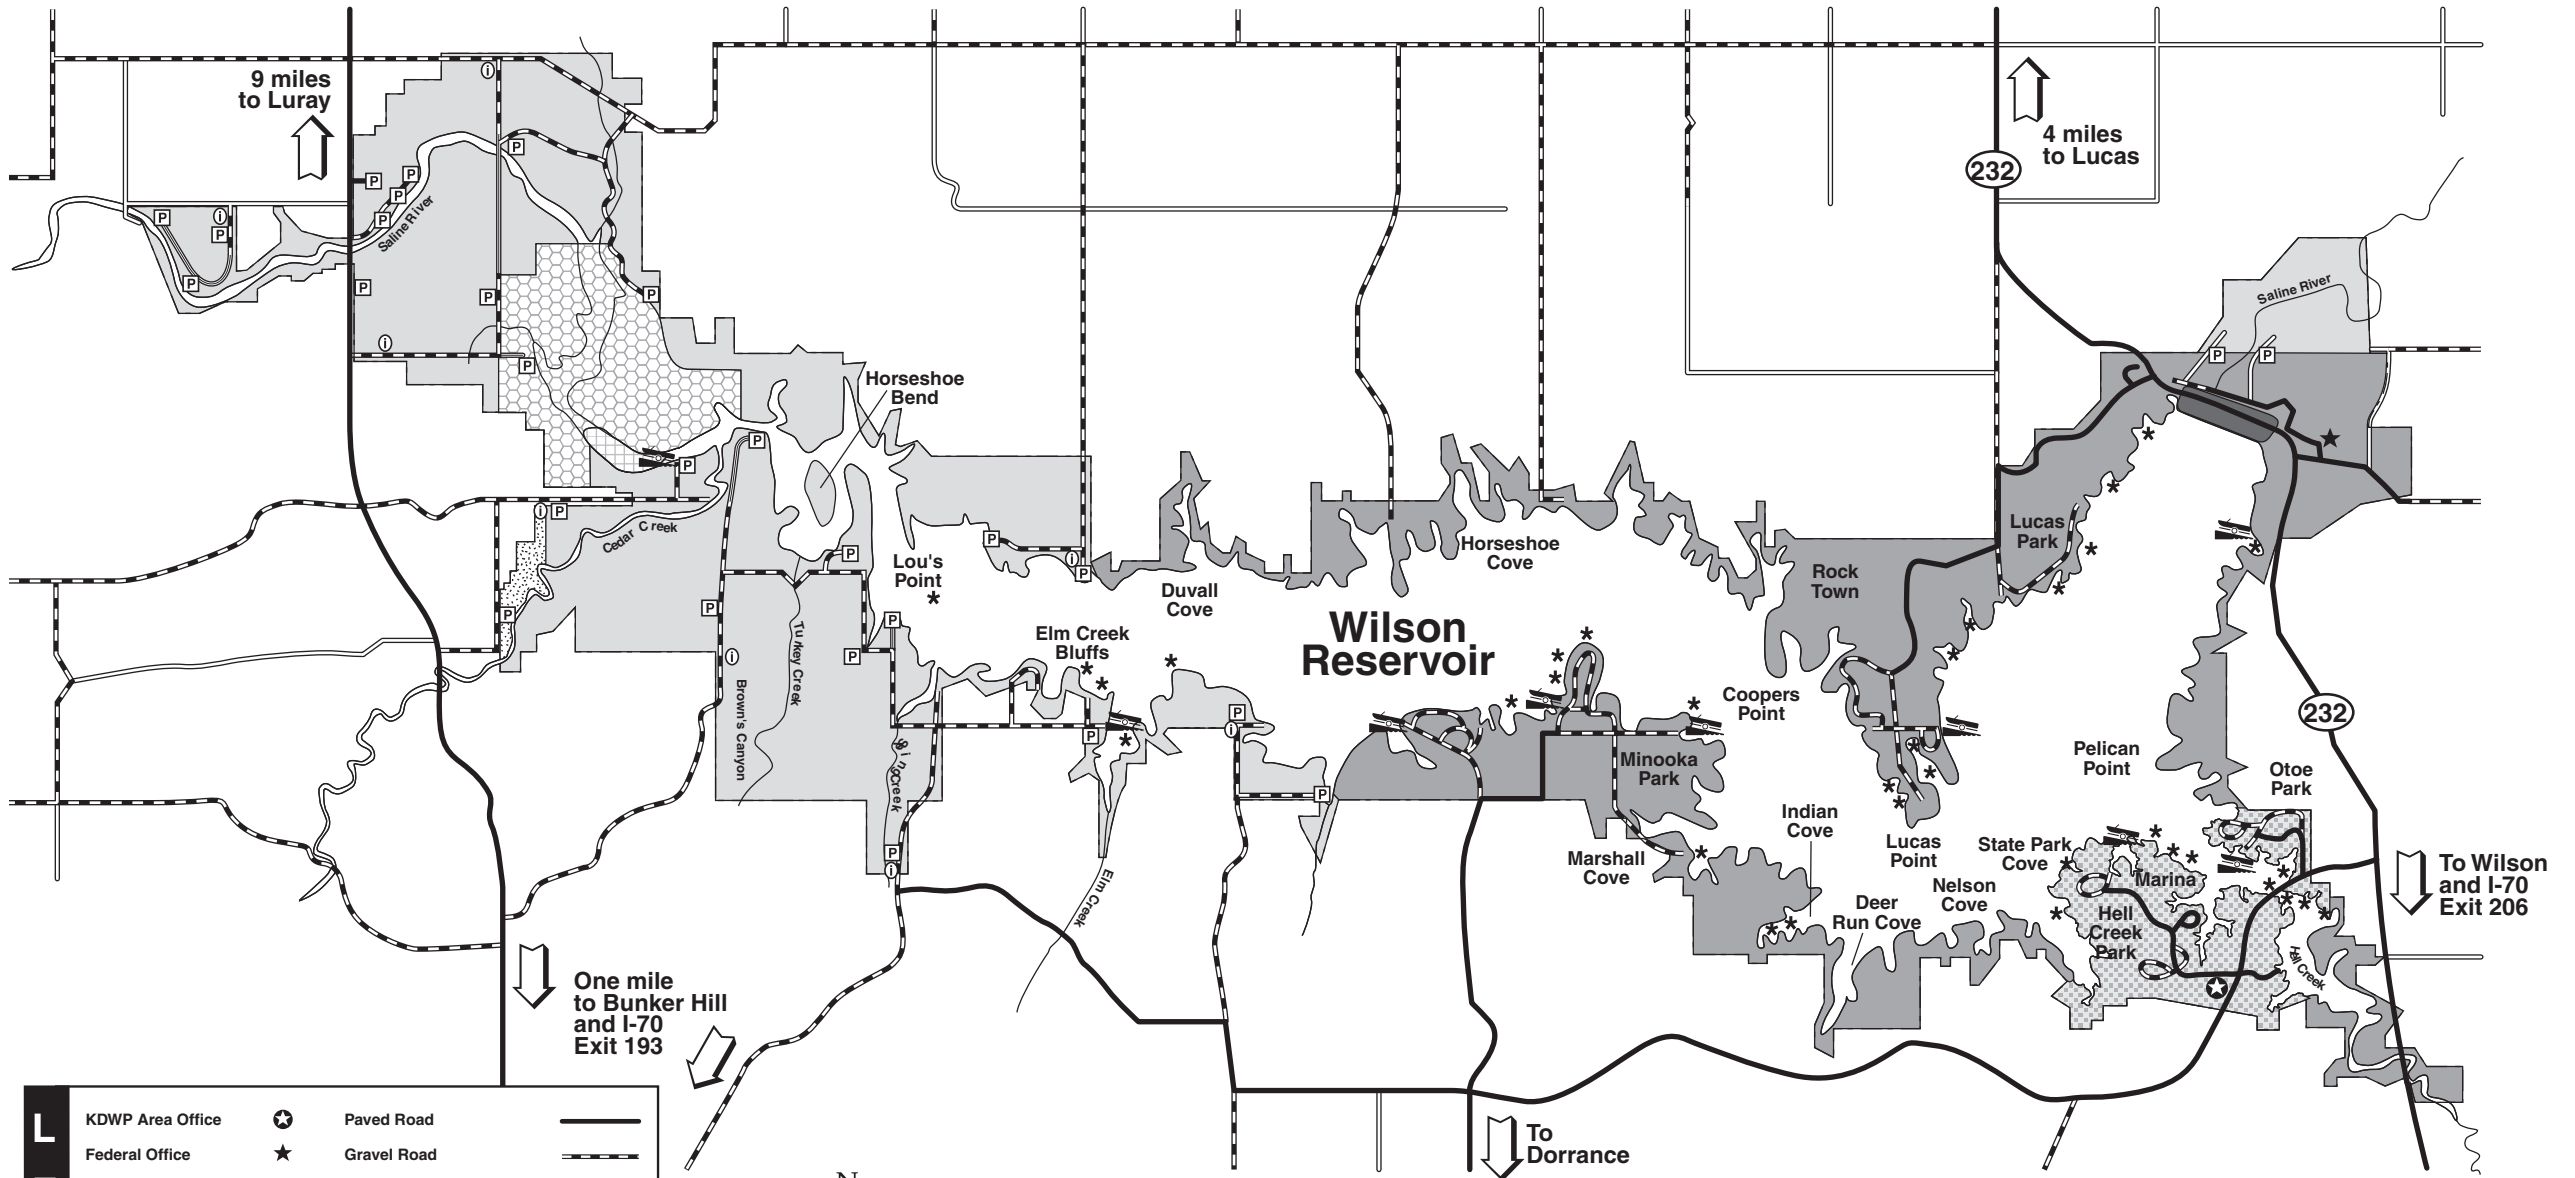 9 miles
to Luray
4 miles
to Lucas
232
Saline River
Saline River
Horseshoe
Bend
Cedar Creek
Lou's
Point
Duvall
Cove
Horseshoe
Cove
Rock
Town
Lucas
Park
Elm Creek
Bluffs
Wilson
Reservoir
Turkey Creek
Brown's Canyon
Coopers
Point
Minooka
Park
232
Pelican
Point
Otoe
Park
Indian
Cove
Marshall
Cove
Lucas
Point
State Park
Cove
Marina
To Wilson
and I-70
Exit 206
Nelson
Cove
Deer
Run Cove
Hell
Creek
Park
Hell Creek
Elm Creek
One mile
to Bunker Hill
and I-70
Exit 193
To
Dorrance
L
KDWP Area Office
Paved Road
Federal Office
Gravel Road
N